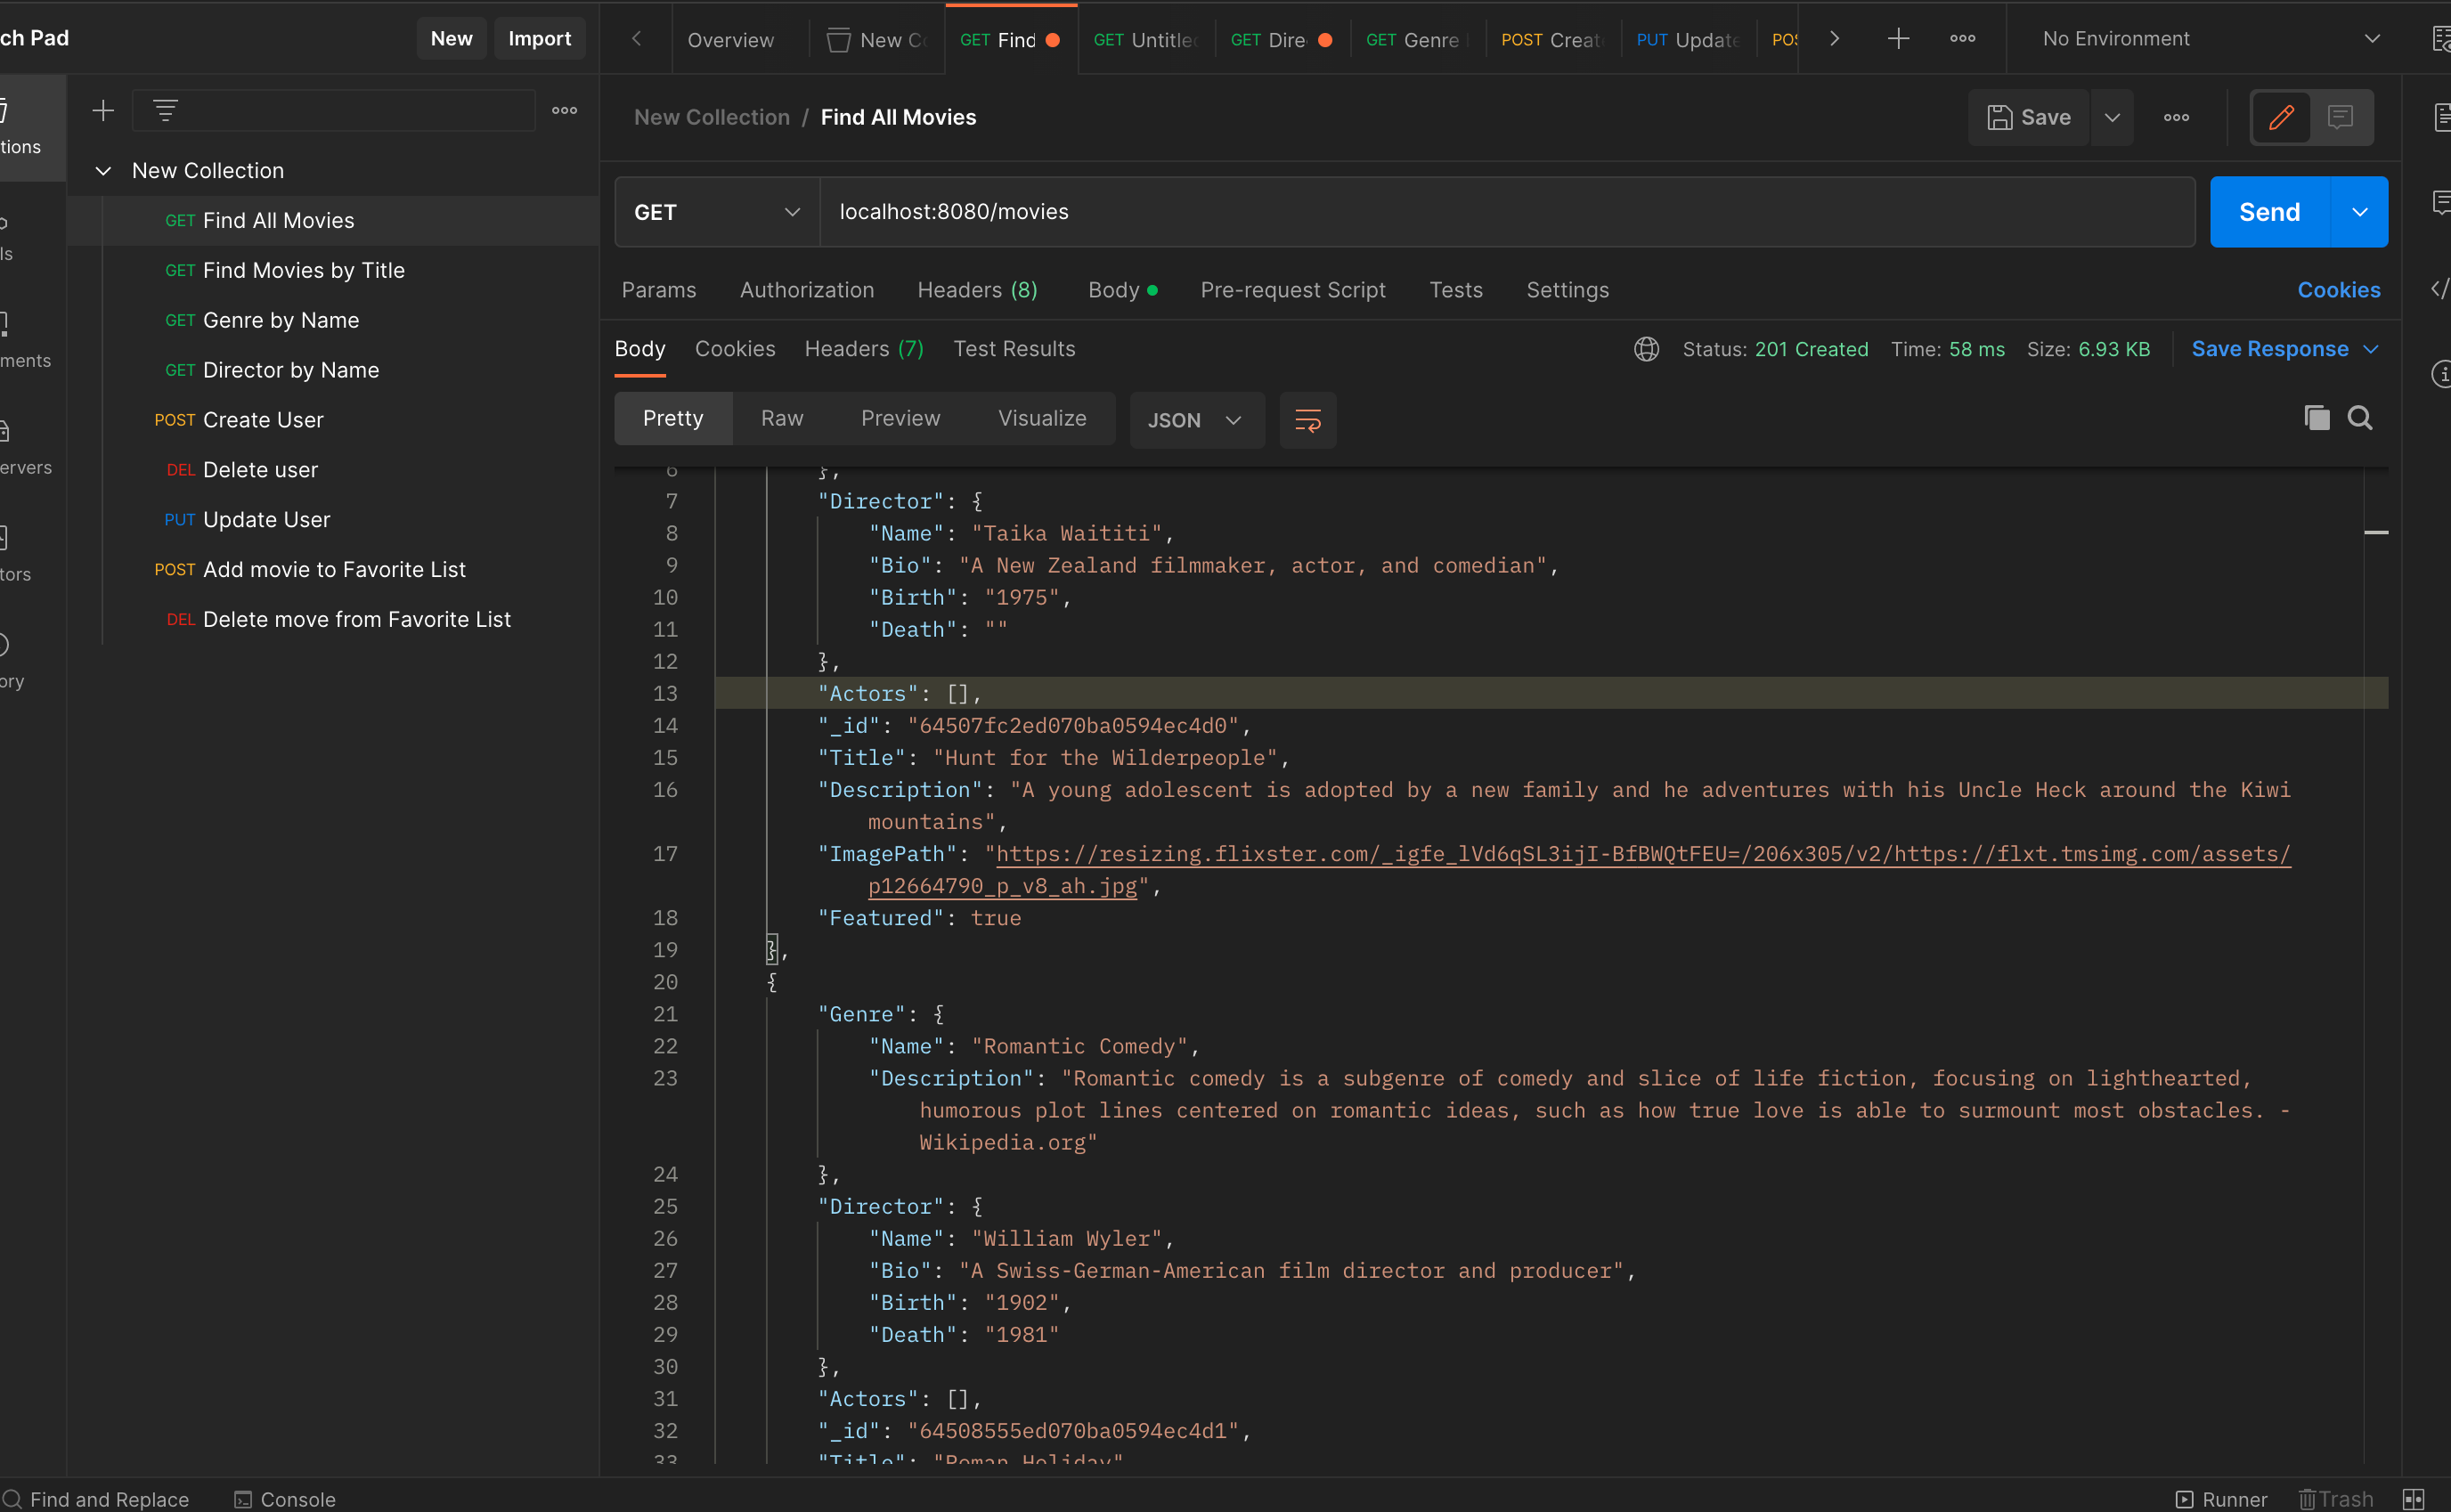 ch Pad
New
Import
Overview
New Co
GET Find
GET Untitle
GET Dire
GET Genre
POST Creat
PUT Update
POS
No Environment
tions
ls
ments
ervers
tors
ory
New Collection
GET Find All Movies
GET Find Movies by Title
GET Genre by Name
GET Director by Name
POST Create User
DEL Delete user
PUT Update User
POST Add movie to Favorite List
DEL Delete move from Favorite List
New Collection / Find All Movies
Save
GET
localhost:8080/movies
Send
Params Authorization Headers (8) Body Pre-request Script Tests Settings
Cookies
Body Cookies Headers (7) Test Results
Status: 201 Created Time: 58 ms Size: 6.93 KB
Save Response
Pretty Raw Preview Visualize
JSON
6 },
7 "Director": {
8 "Name": "Taika Waititi",
9 "Bio": "A New Zealand filmmaker, actor, and comedian",
10 "Birth": "1975",
11 "Death": ""
12 },
13 "Actors": [],
14 "_id": "64507fc2ed070ba0594ec4d0",
15 "Title": "Hunt for the Wilderpeople",
16 "Description": "A young adolescent is adopted by a new family and he adventures with his Uncle Heck around the Kiwi
mountains",
17 "ImagePath": "https://resizing.flixster.com/_igfe_lVd6qSL3ijI-BfBWQtFEU=/206x305/v2/https://flxt.tmsimg.com/assets/
p12664790_p_v8_ah.jpg",
18 "Featured": true
19 },
20 {
21 "Genre": {
22 "Name": "Romantic Comedy",
23 "Description": "Romantic comedy is a subgenre of comedy and slice of life fiction, focusing on lighthearted,
humorous plot lines centered on romantic ideas, such as how true love is able to surmount most obstacles. -
Wikipedia.org"
24 },
25 "Director": {
26 "Name": "William Wyler",
27 "Bio": "A Swiss-German-American film director and producer",
28 "Birth": "1902",
29 "Death": "1981"
30 },
31 "Actors": [],
32 "_id": "64508555ed070ba0594ec4d1",
33 "Title": "Roman Holiday"
Find and Replace
Console
Runner
Trash